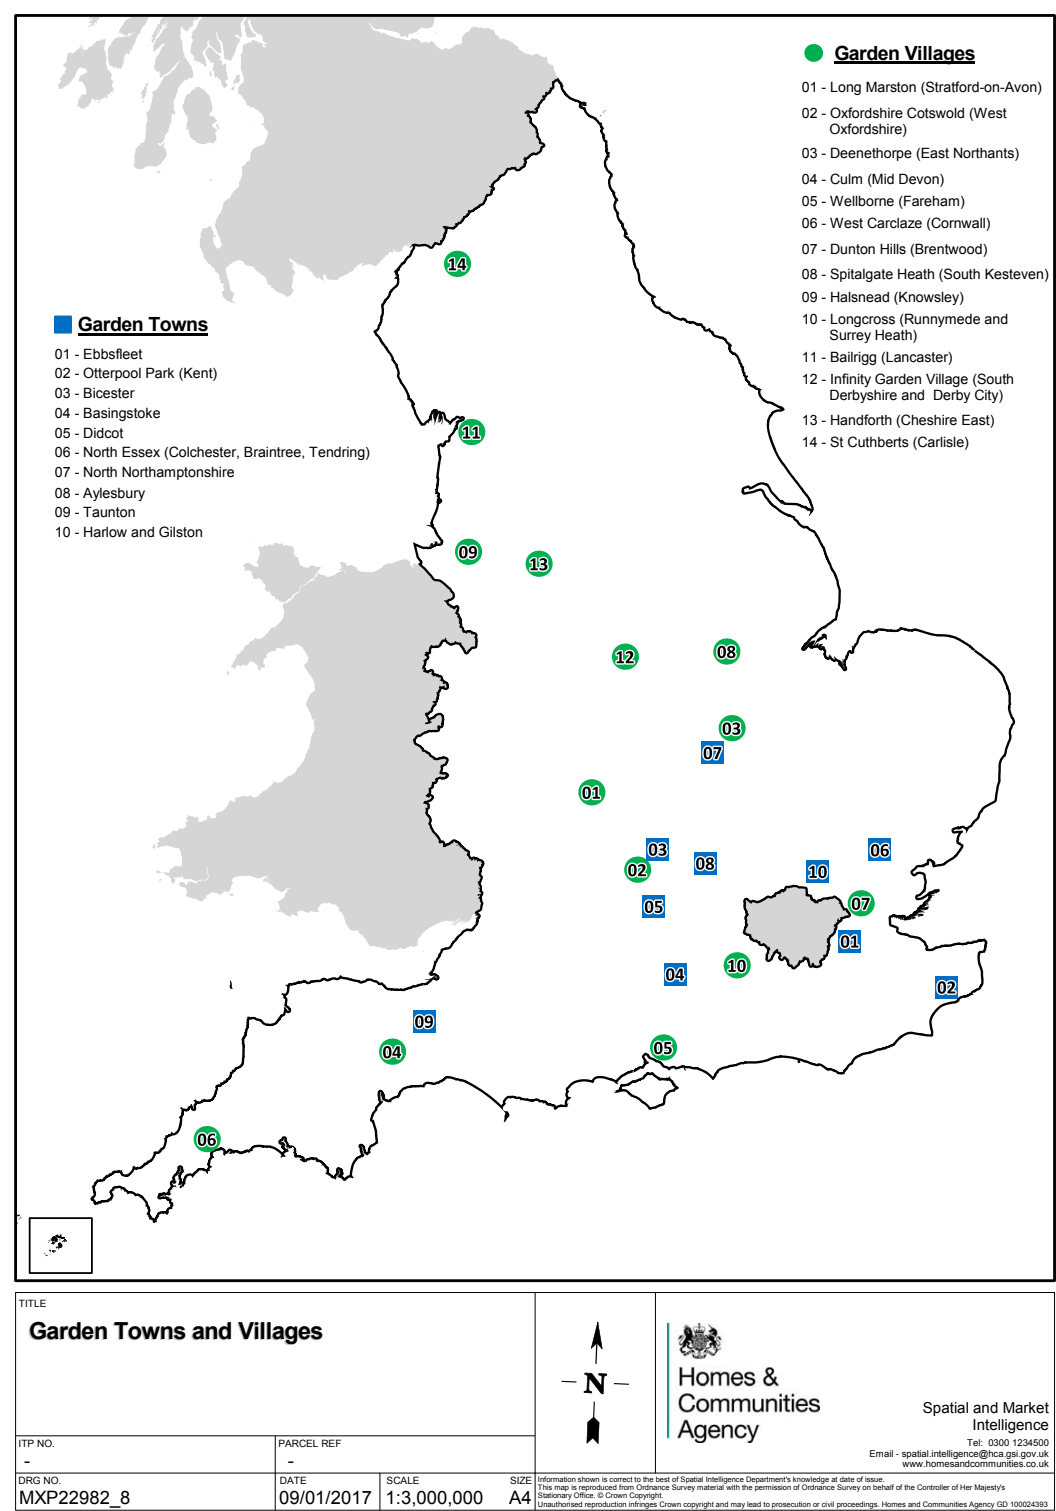 Garden Villages
01 - Long Marston (Stratford-on-Avon)
02 - Oxfordshire Cotswold (West
Oxfordshire)
03 - Deenethorpe (East Northants)
04 - Culm (Mid Devon)
05 - Wellborne (Fareham)
06 - West Carclaze (Cornwall)
07 - Dunton Hills (Brentwood)
08 - Spitalgate Heath (South Kesteven)
09 - Halsnead (Knowsley)
10 - Longcross (Runnymede and
Surrey Heath)
11 - Bailrigg (Lancaster)
12 - Infinity Garden Village (South
Derbyshire and Derby City)
13 - Handforth (Cheshire East)
14 - St Cuthberts (Carlisle)
Garden Towns
01 - Ebbsfleet
02 - Otterpool Park (Kent)
03 - Bicester
04 - Basingstoke
05 - Didcot
06 - North Essex (Colchester, Braintree, Tendring)
07 - North Northamptonshire
08 - Aylesbury
09 - Taunton
10 - Harlow and Gilston
14
11
09
13
12
08
03
07
01
03
08
06
02
10
05
07
01
10
04
02
09
04
05
06
TITLE
Garden Towns and Villages
ITP NO.
-
PARCEL REF
-
DRG NO.
MXP22982_8
DATE
09/01/2017
SCALE
1:3,000,000
SIZE
A4
N
Homes &
Communities
Agency
Spatial and Market
Intelligence
Tel: 0300 1234500
Email - spatial.intelligence@hca.gsi.gov.uk
www.homesandcommunities.co.uk
Information shown is correct to the best of Spatial Intelligence Department's knowledge at date of issue.
This map is reproduced from Ordnance Survey material with the permission of Ordnance Survey on behalf of the Controller of Her Majesty's
Stationary Office. © Crown Copyright.
Unauthorised reproduction infringes Crown copyright and may lead to prosecution or civil proceedings. Homes and Communities Agency GD 100024393